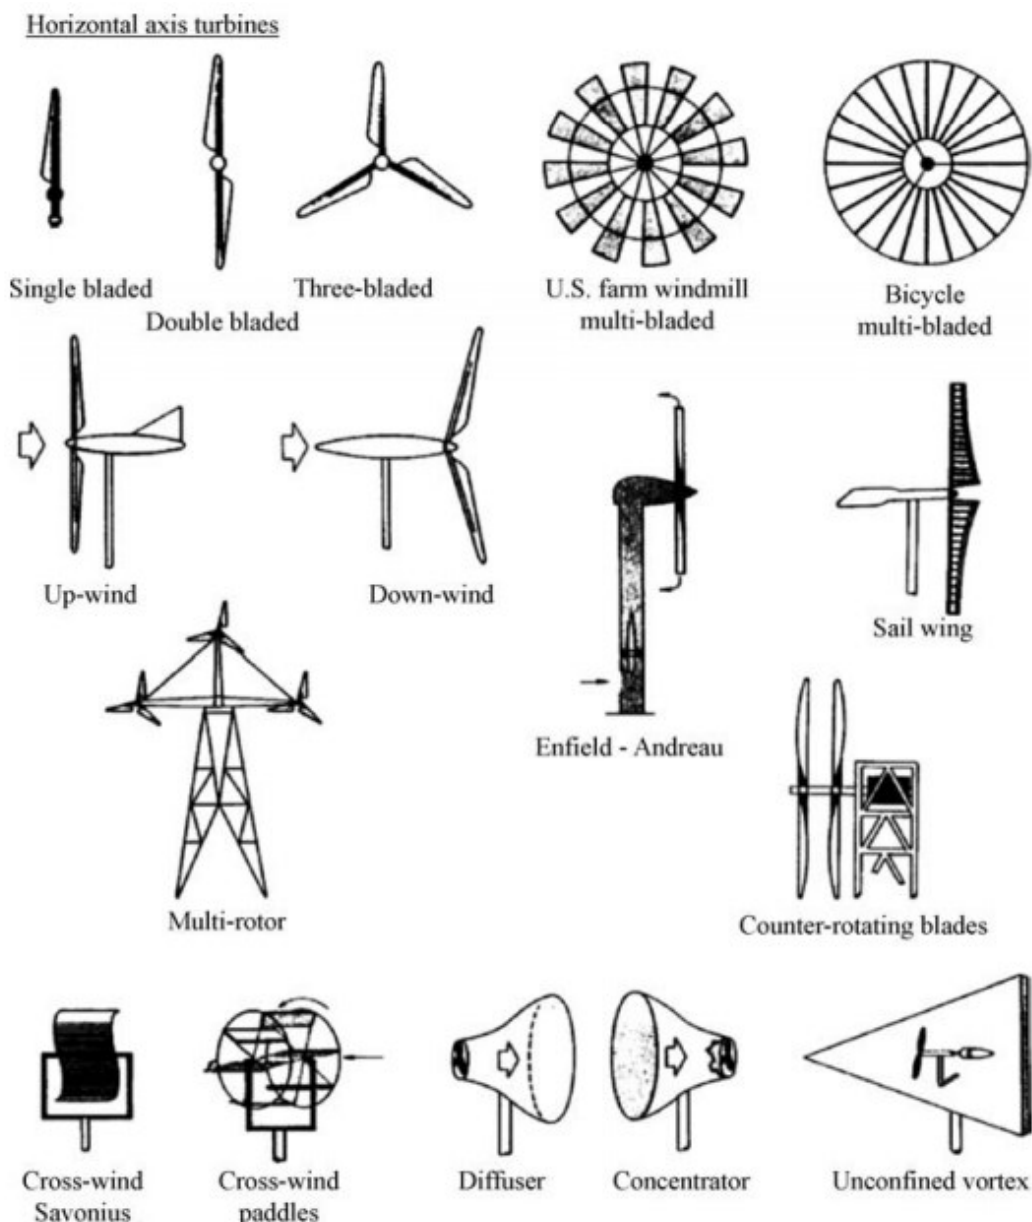 Horizontal axis turbines
Single bladed
Double bladed
Three-bladed
U.S. farm windmill
multi-bladed
Bicycle
multi-bladed
Up-wind
Down-wind
Enfield - Andreau
Sail wing
Multi-rotor
Counter-rotating blades
Cross-wind
Savonius
Cross-wind
paddles
Diffuser
Concentrator
Unconfined vortex